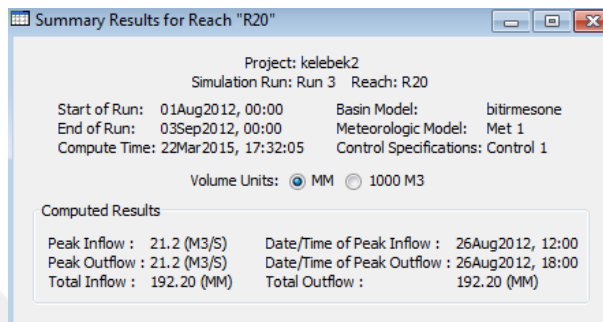 Summary Results for Reach "R20"
Project: kelebek2
Simulation Run: Run 3 Reach: R20
Start of Run: 01Aug2012, 00:00 Basin Model: bitirmesone
End of Run: 03Sep2012, 00:00 Meteorologic Model: Met 1
Compute Time: 22Mar2015, 17:32:05 Control Specifications: Control 1
Volume Units: MM 1000 M3
Computed Results
Peak Inflow : 21.2 (M3/S) Date/Time of Peak Inflow : 26Aug2012, 12:00
Peak Outflow : 21.2 (M3/S) Date/Time of Peak Outflow : 26Aug2012, 18:00
Total Inflow : 192.20 (MM) Total Outflow : 192.20 (MM)